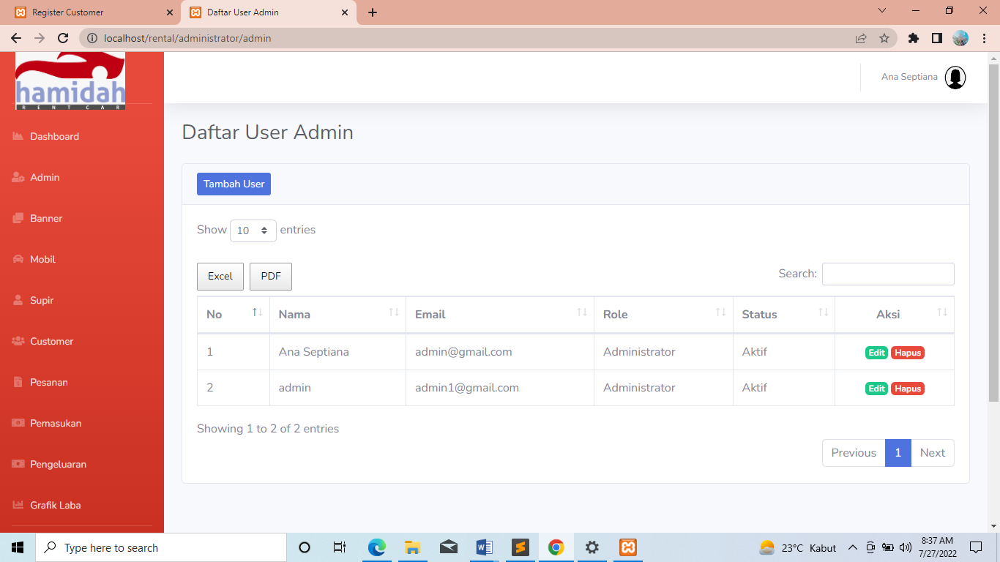 Register Customer
Daftar User Admin
localhost/rental/administrator/admin
hamidah
RENTCAR
Ana Septiana
Dashboard
Admin
Banner
Mobil
Supir
Customer
Pesanan
Pemasukan
Pengeluaran
Grafik Laba
Daftar User Admin
Tambah User
Show 10 entries
Excel PDF Search:
No Nama Email Role Status Aksi
1 Ana Septiana admin@gmail.com Administrator Aktif Edit Hapus
2 admin admin1@gmail.com Administrator Aktif Edit Hapus
Showing 1 to 2 of 2 entries
Previous 1 Next
Type here to search
23°C Kabut
8:37 AM
7/27/2022